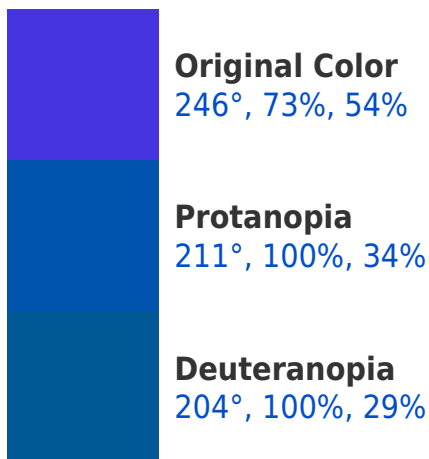 Original Color
246°, 73%, 54%
Protanopia
211°, 100%, 34%
Deuteranopia
204°, 100%, 29%